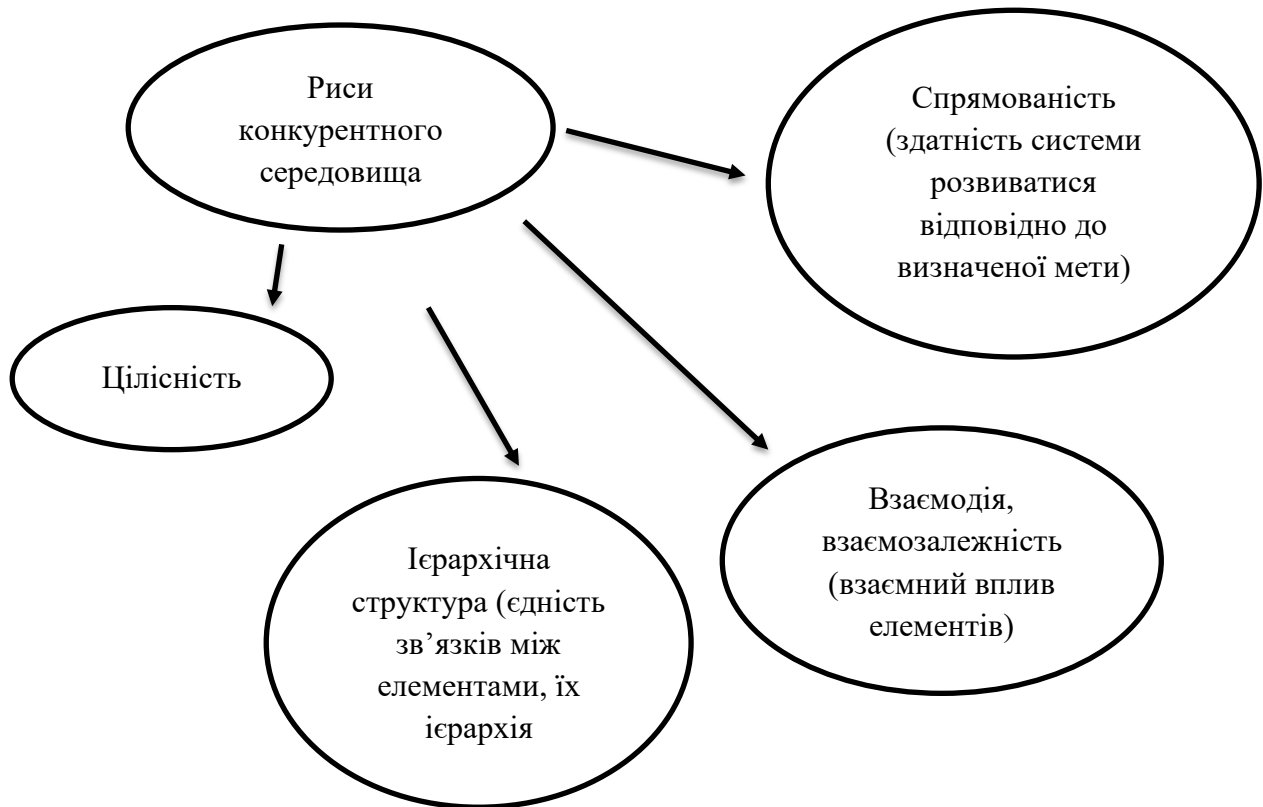 Риси
конкурентного
середовища
Спрямованість
(здатність системи
розвиватися
відповідно до
визначеної мети)
Цілісність
Взаємодія,
взаємозалежність
(взаємний вплив
елементів)
Ієрархічна
структура (єдність
зв’язків між
елементами, їх
ієрархія